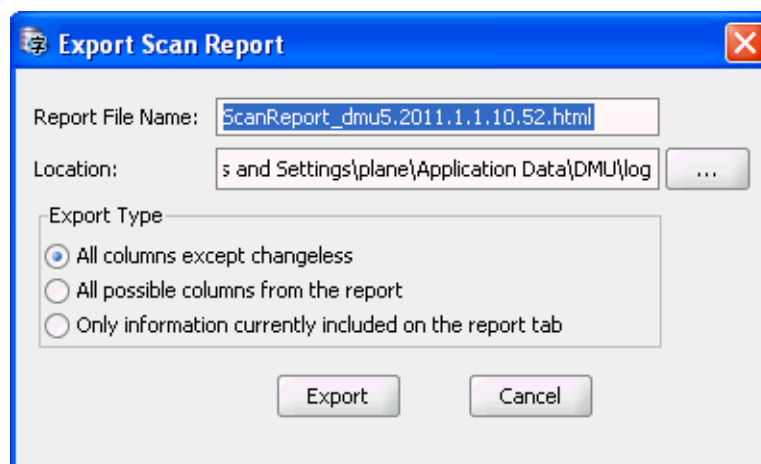 Export Scan Report
Report File Name: ScanReport_dmu5.2011.1.1.10.52.html
Location: s and Settings\plane\Application Data\DMU\log ...
Export Type
All columns except changeless
All possible columns from the report
Only information currently included on the report tab
Export Cancel